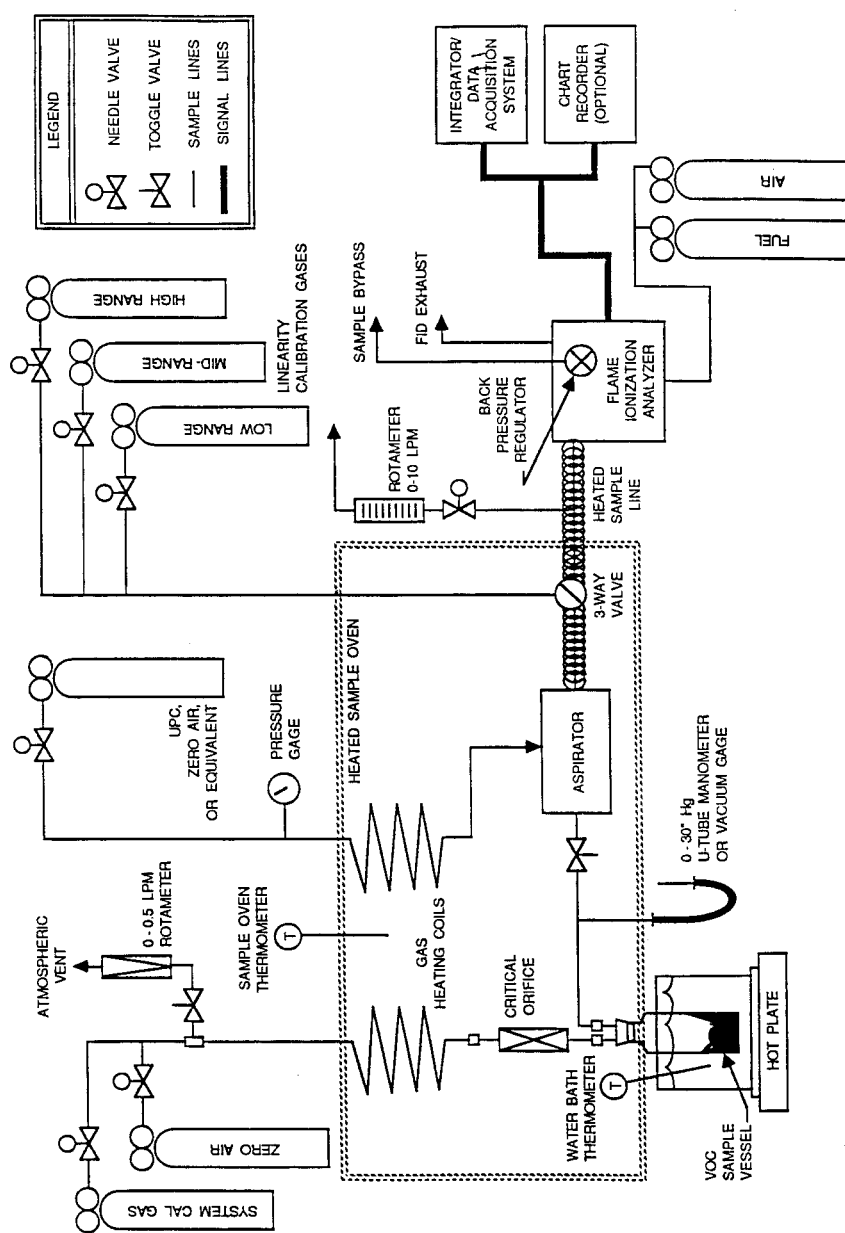 LEGEND
NEEDLE VALVE
TOGGLE VALVE
SAMPLE LINES
SIGNAL LINES
HIGH RANGE
MID-RANGE
LOW RANGE
LINEARITY
CALIBRATION GASES
UPC,
ZERO AIR,
OR EQUIVALENT
PRESSURE
GAGE
ATMOSPHERIC
VENT
0-0.5 LPM
ROTAMETER
SYSTEM CAL GAS
ZERO AIR
SAMPLE OVEN
THERMOMETER
T
HEATED SAMPLE OVEN
GAS
HEATING COILS
CRITICAL
ORIFICE
WATER BATH
THERMOMETER
T
VOC
SAMPLE
VESSEL
HOT PLATE
0 - 30" Hg
U-TUBE MANOMETER
OR VACUUM GAGE
ASPIRATOR
3-WAY
VALVE
HEATED
SAMPLE
LINE
ROTAMETER
0-10 LPM
BACK
PRESSURE
REGULATOR
SAMPLE BYPASS
FID EXHAUST
FLAME
IONIZATION
ANALYZER
INTEGRATOR/
DATA
ACQUISITION
SYSTEM
CHART
RECORDER
(OPTIONAL)
FUEL
AIR